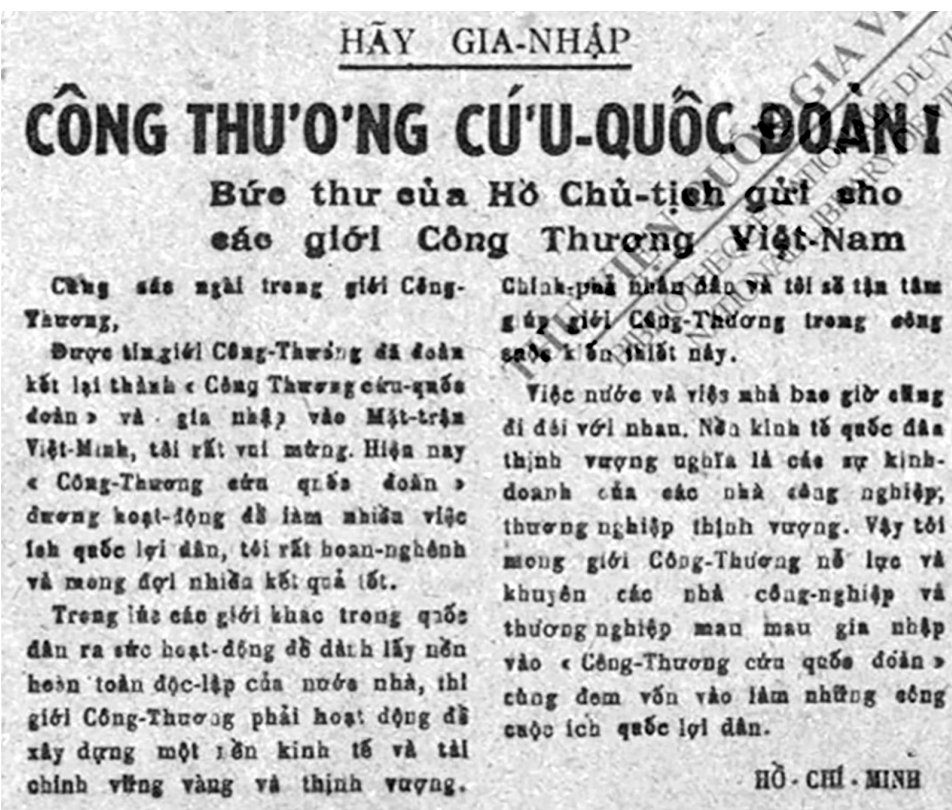 HÃY GIA-NHẬP
CÔNG THƯƠNG CỨU-QUỐC ĐOÀN !
Bức thư của Hồ Chủ-tịch gửi cho
các giới Công Thương Việt-Nam
Cùng các ngài trong giới Công-
Thương,
Được tin giới Công-Thương đã đoàn
kết lại thành « Công Thương cứu-quốc
đoàn » và gia nhập vào Mặt-trận
Việt-Minh, tôi rất vui mừng. Hiện nay
« Công-Thương cứu quốc đoàn »
đương hoạt-động để làm nhiều việc
ích quốc lợi dân, tôi rất hoan-nghênh
và mong đợi nhiều kết quả tốt.
Trong lúc các giới khác trong quốc
dân ra sức hoạt-động để dành lấy nền
hoàn toàn độc-lập của nước nhà, thì
giới Công-Thương phải hoạt động để
xây dựng một nền kinh tế và tài
chính vững vàng và thịnh vượng.
Chính-phủ nhân dân và tôi sẽ tận tâm
giúp giới Công-Thương trong công
cuộc kiến thiết này.
Việc nước và việc nhà bao giờ cũng
đi đôi với nhau. Nền kinh tế quốc dân
thịnh vượng nghĩa là các sự kinh-
doanh của các nhà công nghiệp,
thương nghiệp thịnh vượng. Vậy tôi
mong giới Công-Thương nỗ lực và
khuyên các nhà công-nghiệp và
thương nghiệp mau mau gia nhập
vào « Công-Thương cứu quốc đoàn »
cùng đem vốn vào làm những công
cuộc ích quốc lợi dân.
HỒ - CHÍ - MINH
THƯ VIỆN QUỐC GIA